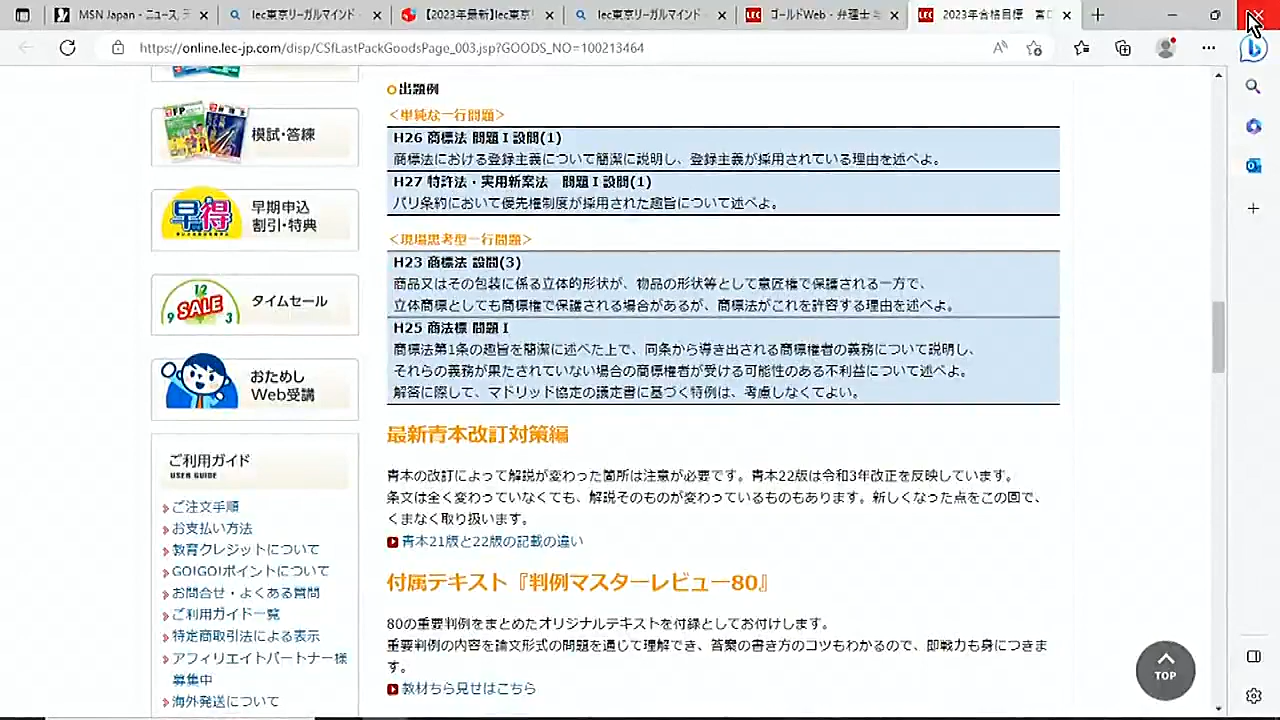 MSN Japan - ニュース, ラ
lec東京リーガルマインド -
【2023年最新】lec東京!
lec東京リーガルマインド -
ゴールドWeb - 弁理士 ミ
2023年合格目標 宮口
https://online.lec-jp.com/disp/CSfLastPackGoodsPage_003.jsp?GOODS_NO=100213464
模試・答練
早得
早期申込
割引・特典
12
SALE
9 3
タイムセール
おためし
Web受講
ご利用ガイド
USER GUIDE
ご注文手順
お支払い方法
教育クレジットについて
GO!GO!ポイントについて
お問合せ・よくある質問
ご利用ガイド一覧
特定商取引法による表示
アフィリエイトパートナー様
募集中
海外発送について
出題例
<単純な一行問題>
H26 商標法 問題Ⅰ設問(1)
商標法における登録主義について簡潔に説明し、登録主義が採用されている理由を述べよ。
H27 特許法・実用新案法 問題Ⅰ設問(1)
パリ条約において優先権制度が採用された趣旨について述べよ。
<現場思考型一行問題>
H23 商標法 設問(3)
商品又はその包装に係る立体的形状が、物品の形状等として意匠権で保護される一方で、
立体商標としても商標権で保護される場合があるが、商標法がこれを許容する理由を述べよ。
H25 商法標 問題Ⅰ
商標法第1条の趣旨を簡潔に述べた上で、同条から導き出される商標権者の義務について説明し、
それらの義務が果たされていない場合の商標権者が受ける可能性のある不利益について述べよ。
解答に際して、マドリッド協定の議定書に基づく特例は、考慮しなくてよい。
最新青本改訂対策編
青本の改訂によって解説が変わった箇所は注意が必要です。青本22版は令和3年改正を反映しています。
条文は全く変わっていなくても、解説そのものが変わっているものもあります。新しくなった点をこの回で、
くまなく取り扱います。
青本21版と22版の記載の違い
付属テキスト『判例マスターレビュー80』
80の重要判例をまとめたオリジナルテキストを付録としてお付けします。
重要判例の内容を論文形式の問題を通じて理解でき、答案の書き方のコツもわかるので、即戦力も身につきま
す。
教材ちら見せはこちら
TOP